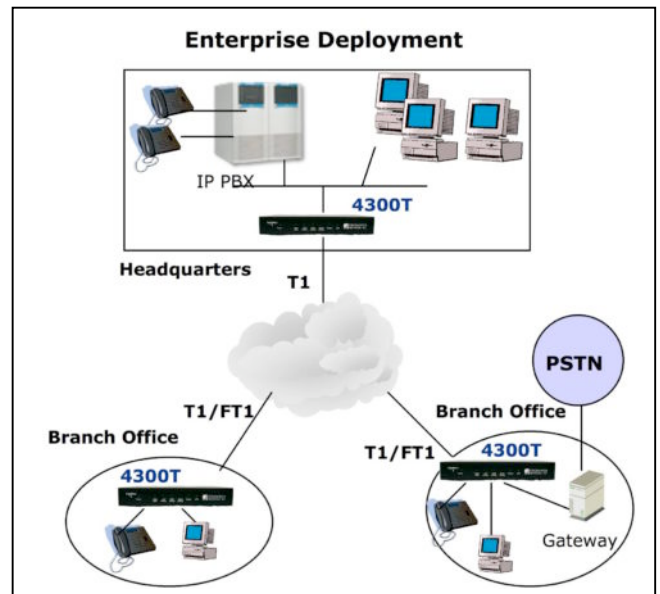 Enterprise Deployment
IP PBX
4300T
Headquarters
T1
PSTN
T1/FT1
Branch Office
Branch Office
T1/FT1
4300T
4300T
Gateway